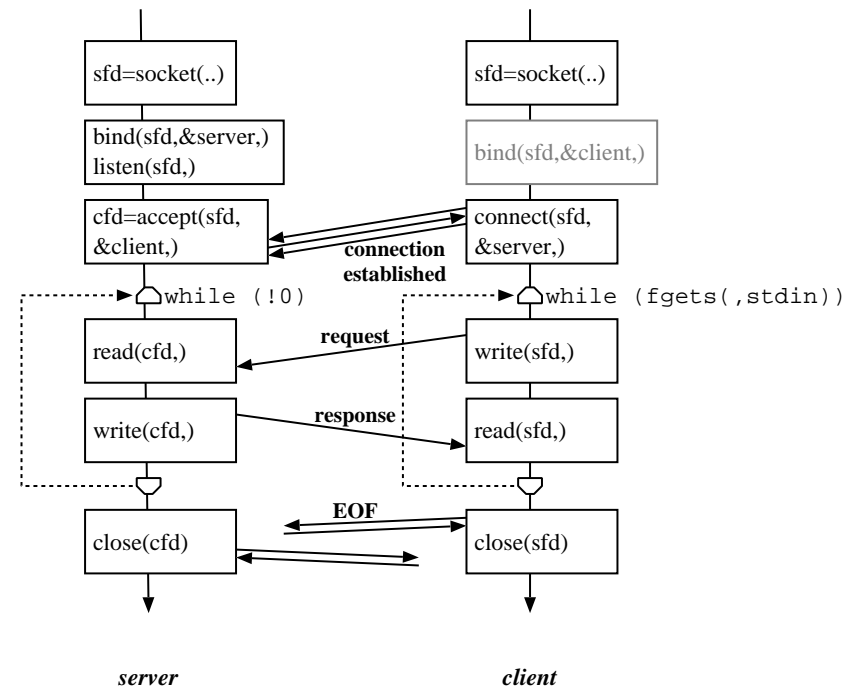 sfd=socket(..)
sfd=socket(..)
bind(sfd,&server,)
listen(sfd,)
bind(sfd,&client,)
cfd=accept(sfd,
&client,)
connect(sfd,
&server,)
connection
established
while (!0)
while (fgets(,stdin))
request
read(cfd,)
write(sfd,)
response
write(cfd,)
read(sfd,)
EOF
close(cfd)
close(sfd)
server
client